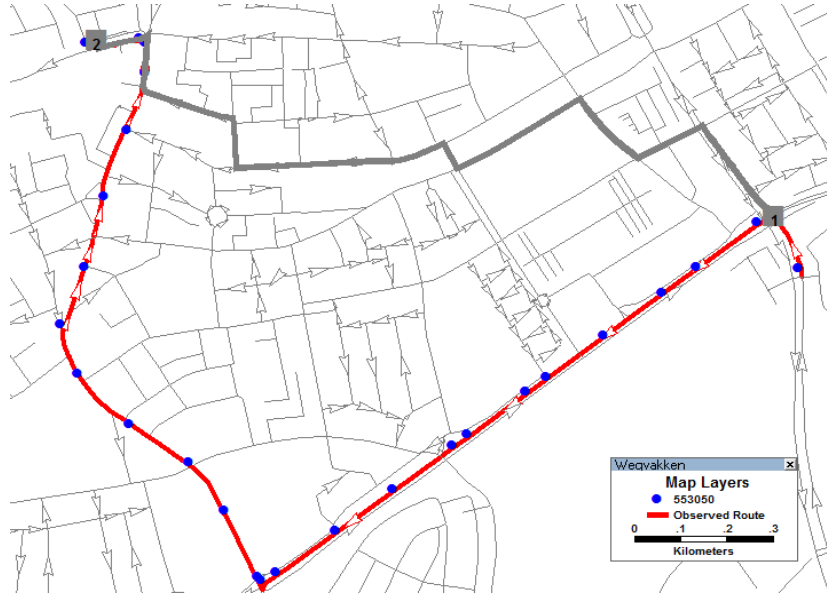 2
1
Wegvakken
Map Layers
553050
Observed Route
0 .1 .2 .3
Kilometers